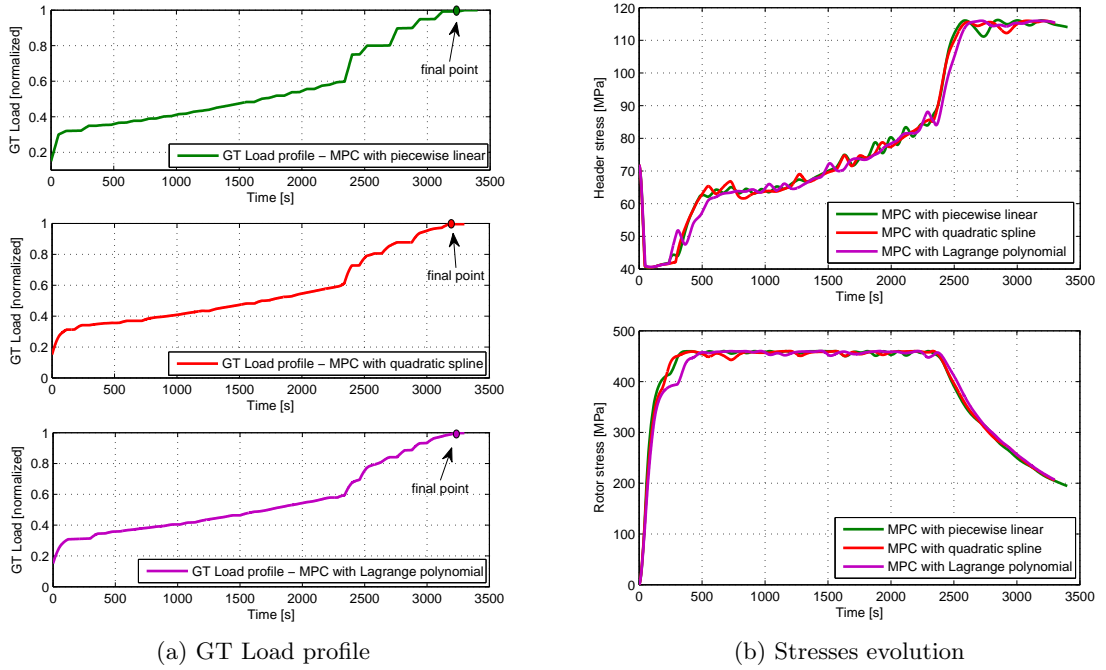 GT Load [normalized]
1
0.8
0.6
0.4
0.2
final point
GT Load profile – MPC with piecewise linear
0 500 1000 1500 2000 2500 3000 3500
Time [s]
GT Load [normalized]
1
0.8
0.6
0.4
0.2
0
final point
GT Load profile – MPC with quadratic spline
0 500 1000 1500 2000 2500 3000 3500
Time [s]
GT Load [normalized]
1
0.8
0.6
0.4
0.2
0
final point
GT Load profile – MPC with Lagrange polynomial
0 500 1000 1500 2000 2500 3000 3500
Time [s]
(a) GT Load profile
Header stress [MPa]
120
110
100
90
80
70
60
50
40
MPC with piecewise linear
MPC with quadratic spline
MPC with Lagrange polynomial
0 500 1000 1500 2000 2500 3000 3500
Time [s]
Rotor stress [MPa]
500
400
300
200
100
0
MPC with piecewise linear
MPC with quadratic spline
MPC with Lagrange polynomial
0 500 1000 1500 2000 2500 3000 3500
Time [s]
(b) Stresses evolution